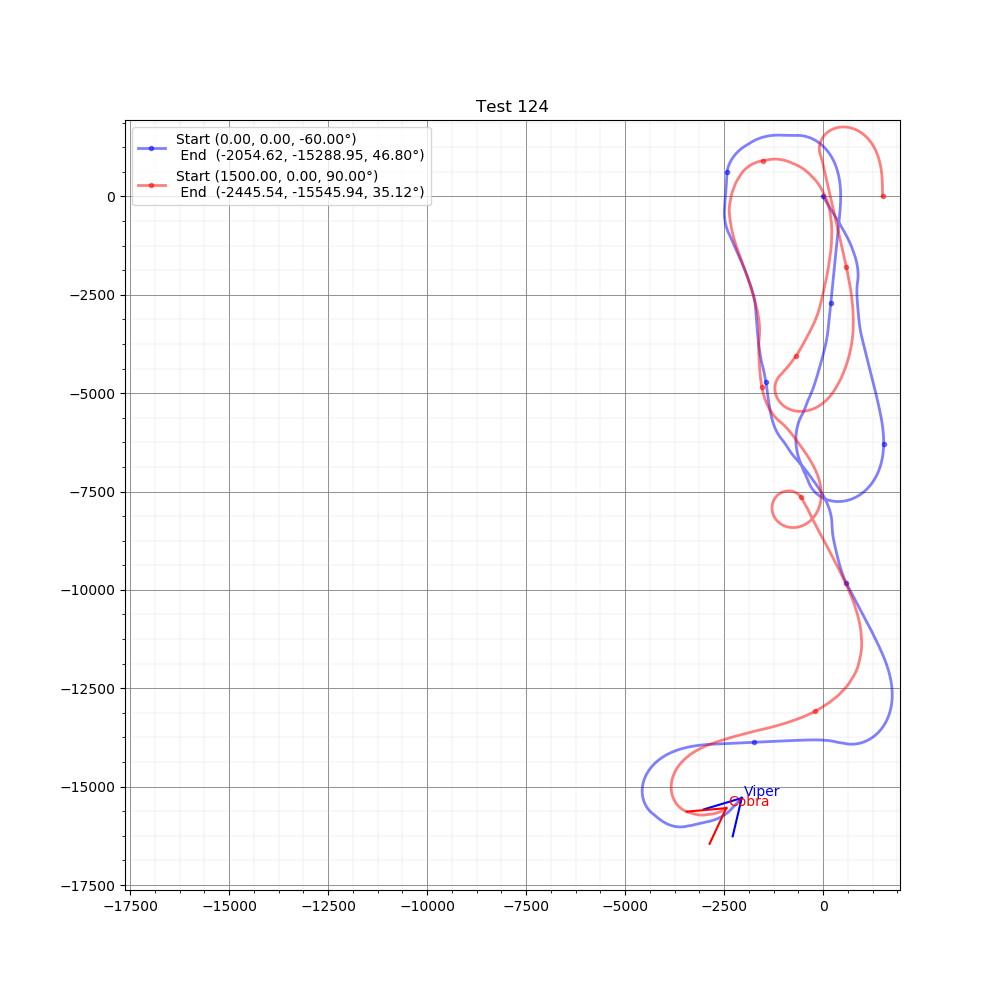 Test 124
Start (0.00, 0.00, -60.00°)
End  (-2054.62, -15288.95, 46.80°)
Start (1500.00, 0.00, 90.00°)
End  (-2445.54, -15545.94, 35.12°)
0
−2500
−5000
−7500
−10000
−12500
−15000
−17500
Viper
Cobra
−17500 −15000 −12500 −10000 −7500 −5000 −2500 0